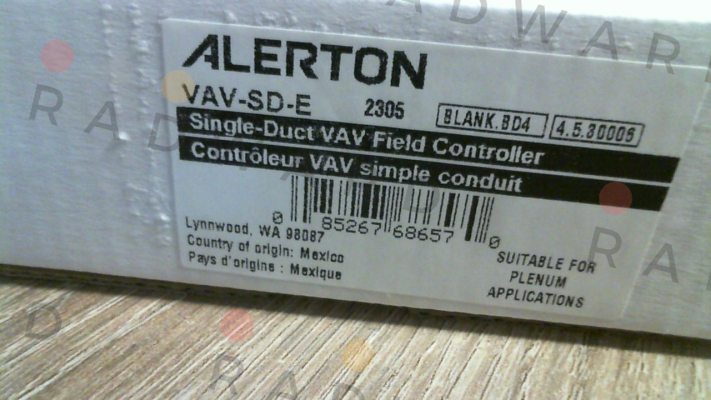 ALERTON
VAV-SD-E 2305 BLANK.BD4 4.5.30006
Single-Duct VAV Field Controller
Contrôleur VAV simple conduit
0 85267 68657 0
Lynnwood, WA 98087
Country of origin: Mexico
Pays d'origine : Mexique
SUITABLE FOR
PLENUM
APPLICATIONS